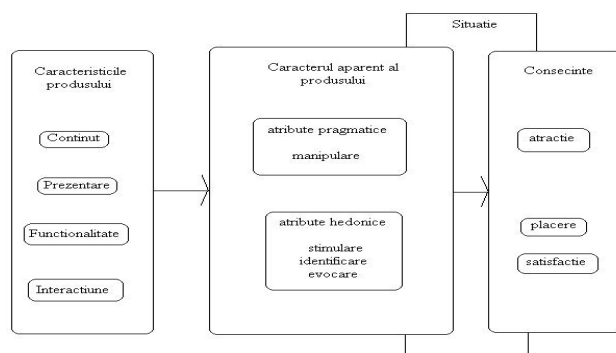 Situatie
Caracteristicile
produsului
Continut
Prezentare
Functionalitate
Interactiune
Caracterul aparent al
produsului
atribute pragmatice
manipulare
atribute hedonice
stimulare
identificare
evocare
Consecinte
atractie
placere
satisfactie